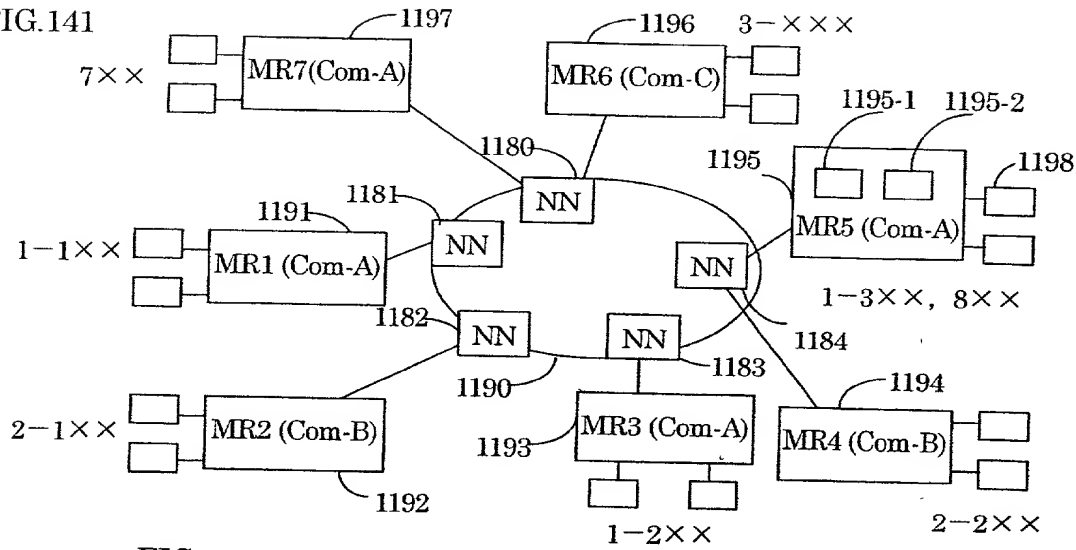 FIG.141
1197
1196
3-×××
7××
MR7(Com-A)
MR6 (Com-C)
1195-1
1195-2
1180
1195
1198
1181
NN
1191
NN
MR5 (Com-A)
1-1××
MR1 (Com-A)
NN
1-3××, 8××
1182
NN
NN
1184
1183
1190
1194
2-1××
MR2 (Com-B)
1193
MR3 (Com-A)
MR4 (Com-B)
1192
1-2××
2-2××